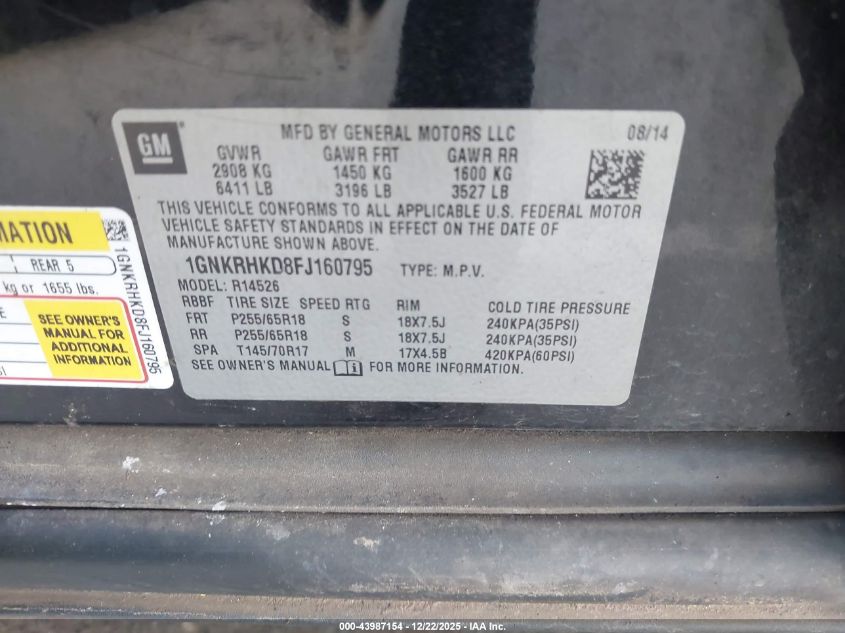 GM
MFD BY GENERAL MOTORS LLC 08/14
GVWR GAWR FRT GAWR RR
2908 KG 1450 KG 1600 KG
6411 LB 3196 LB 3527 LB
THIS VEHICLE CONFORMS TO ALL APPLICABLE U.S. FEDERAL MOTOR
VEHICLE SAFETY STANDARDS IN EFFECT ON THE DATE OF
MANUFACTURE SHOWN ABOVE.
1GNKRHKD8FJ160795 TYPE: M.P.V.
MODEL: R14526
RBBF TIRE SIZE SPEED RTG RIM COLD TIRE PRESSURE
FRT P255/65R18 S 18X7.5J 240KPA(35PSI)
RR P255/65R18 S 18X7.5J 240KPA(35PSI)
SPA T145/70R17 M 17X4.5B 420KPA(60PSI)
SEE OWNER'S MANUAL FOR MORE INFORMATION.
MATION
REAR 5
kg or 1655 lbs.
SEE OWNER'S
MANUAL FOR
ADDITIONAL
INFORMATION
1GNKRHKD8FJ160795
000-43987154 - 12/22/2025 - IAA Inc.